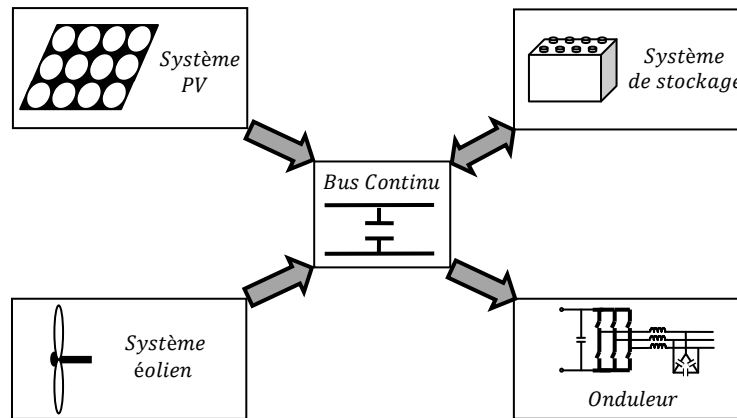 Système
PV
Système
de stockage
Bus Continu
Système
éolien
Onduleur